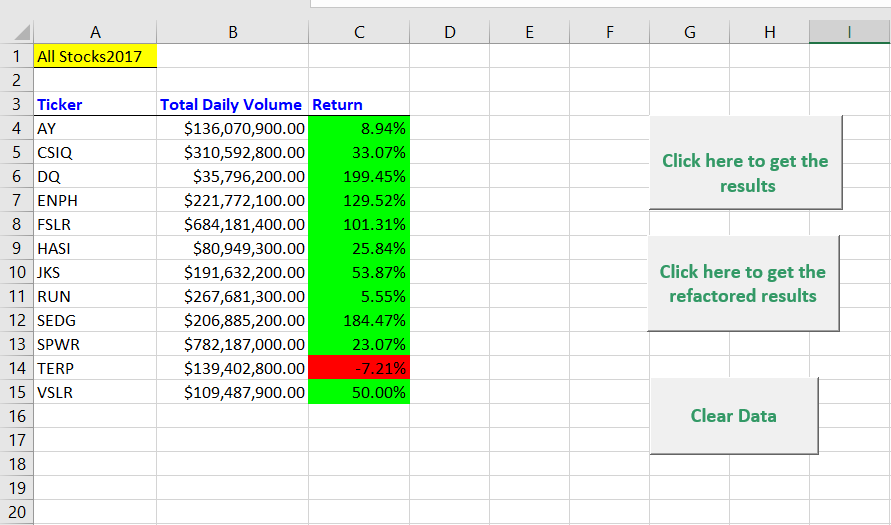 A B C D E F G H I
1 All Stocks2017
2
3 Ticker Total Daily Volume Return
4 AY $136,070,900.00 8.94%
5 CSIQ $310,592,800.00 33.07%
6 DQ $35,796,200.00 199.45%
7 ENPH $221,772,100.00 129.52%
8 FSLR $684,181,400.00 101.31%
9 HASI $80,949,300.00 25.84%
10 JKS $191,632,200.00 53.87%
11 RUN $267,681,300.00 5.55%
12 SEDG $206,885,200.00 184.47%
13 SPWR $782,187,000.00 23.07%
14 TERP $139,402,800.00 -7.21%
15 VSLR $109,487,900.00 50.00%
16
17
18
19
20
Click here to get the
results
Click here to get the
refactored results
Clear Data